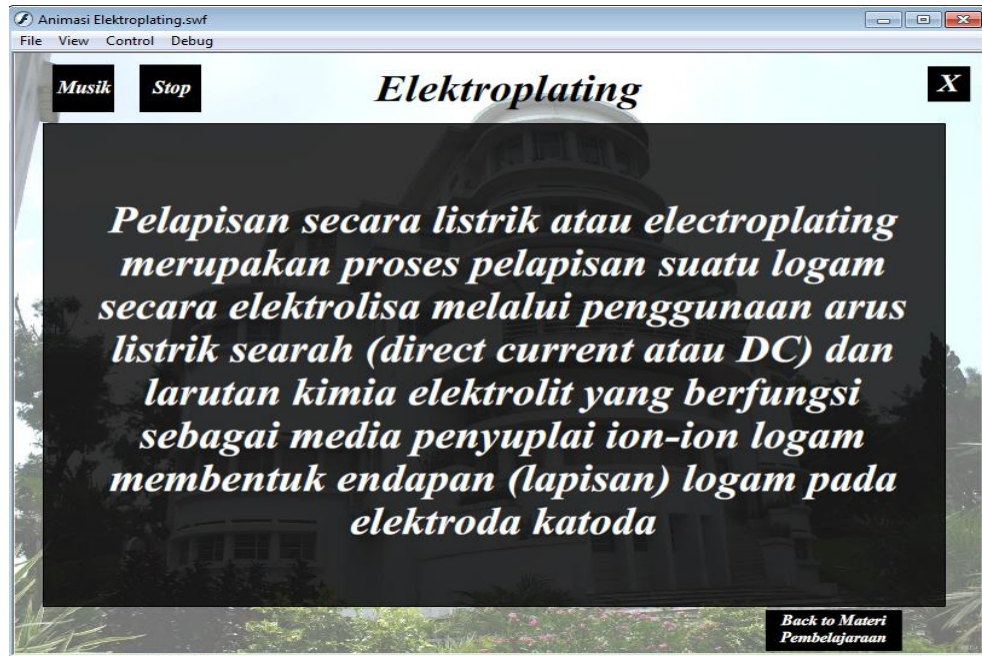 Animasi Elektroplating.swf
File View Control Debug
Musik Stop Elektroplating X
Pelapisan secara listrik atau electroplating
merupakan proses pelapisan suatu logam
secara elektrolisa melalui penggunaan arus
listrik searah (direct current atau DC) dan
larutan kimia elektrolit yang berfungsi
sebagai media penyuplai ion-ion logam
membentuk endapan (lapisan) logam pada
elektroda katoda
Back to Materi
Pembelajaraan